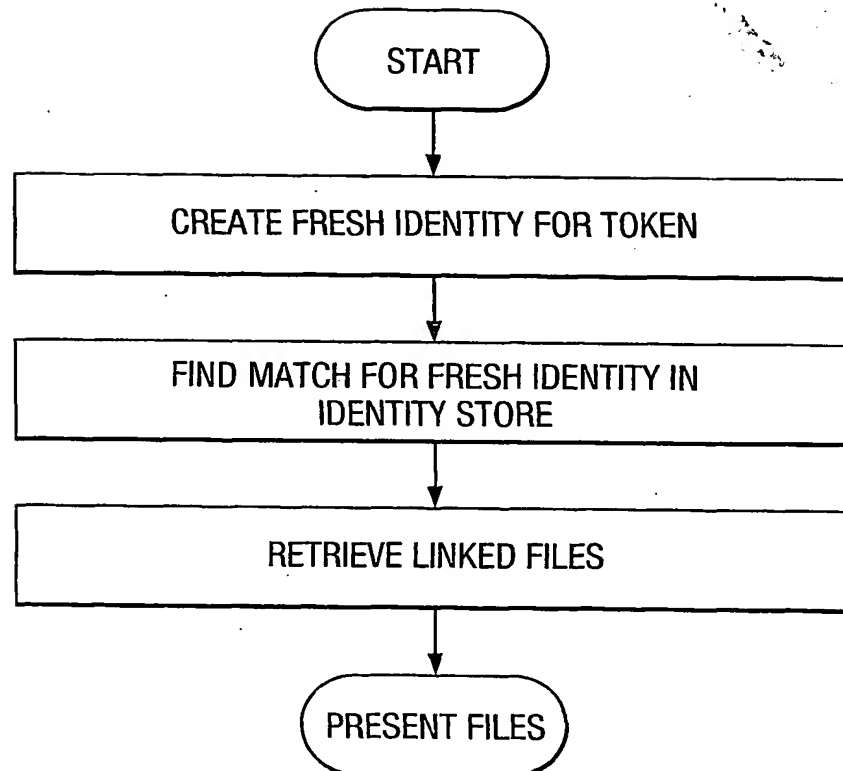 START
CREATE FRESH IDENTITY FOR TOKEN
FIND MATCH FOR FRESH IDENTITY IN
IDENTITY STORE
RETRIEVE LINKED FILES
PRESENT FILES